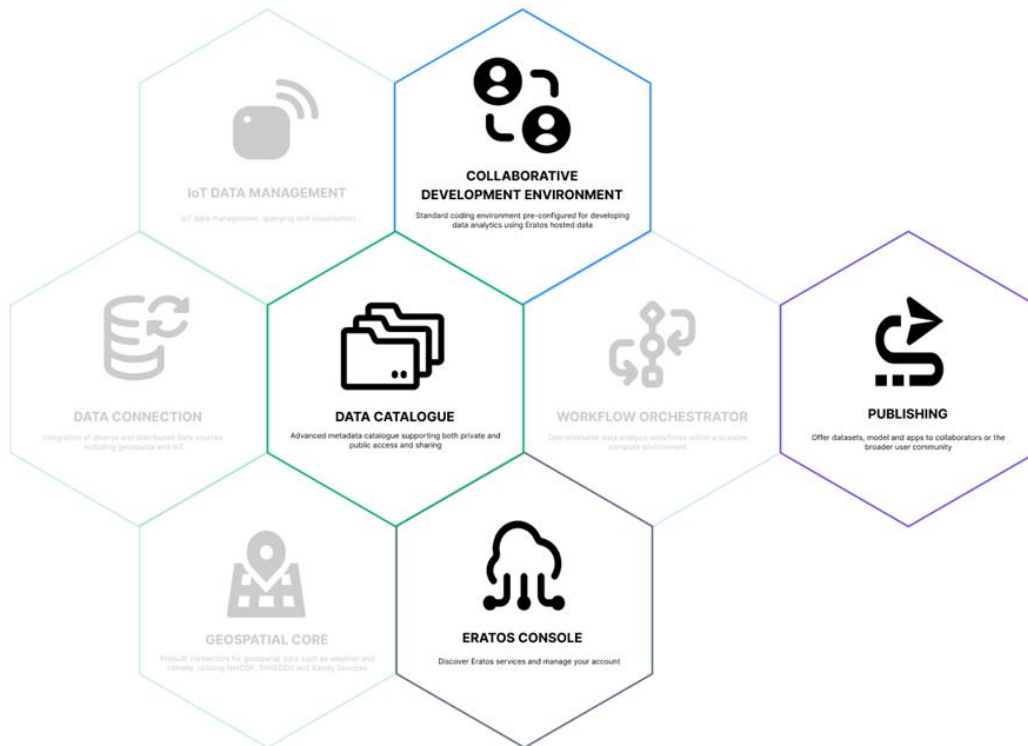 IoT DATA MANAGEMENT
IoT data management, querying and visualisation
COLLABORATIVE
DEVELOPMENT ENVIRONMENT
Standard coding environment pre-configured for developing
data analytics using Eratos hosted data
DATA CONNECTION
Integration of diverse and distributed data sources
including geospatial and IoT
DATA CATALOGUE
Advanced metadata catalogue supporting both private and
public access and sharing
WORKFLOW ORCHESTRATOR
Operationalise data analysis workflows within a scalable
compute environment
PUBLISHING
Offer datasets, model and apps to collaborators or the
broader user community
GEOSPATIAL CORE
Prebuilt connectors for geospatial data such as weather and
climate, utilizing NetCDF, THREDDS and Xarray Services
ERATOS CONSOLE
Discover Eratos services and manage your account